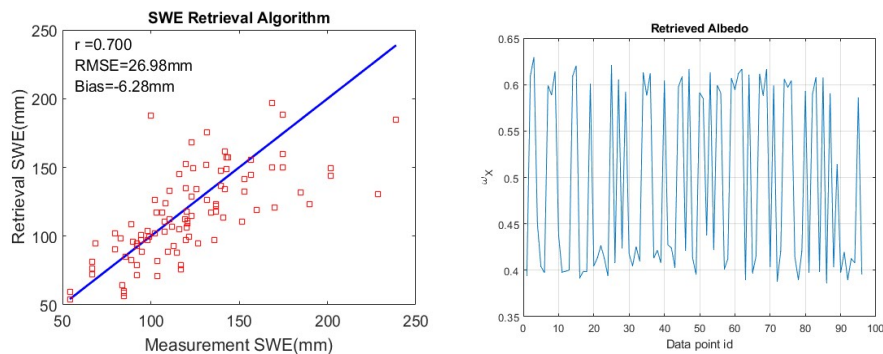 SWE Retrieval Algorithm
r =0.700
RMSE=26.98mm
Bias=-6.28mm
250
200
150
100
50
Retrieval SWE(mm)
50 100 150 200 250
Measurement SWE(mm)
Retrieved Albedo
0.65
0.6
0.55
0.5
0.45
0.4
0.35
ωX
0 10 20 30 40 50 60 70 80 90 100
Data point id